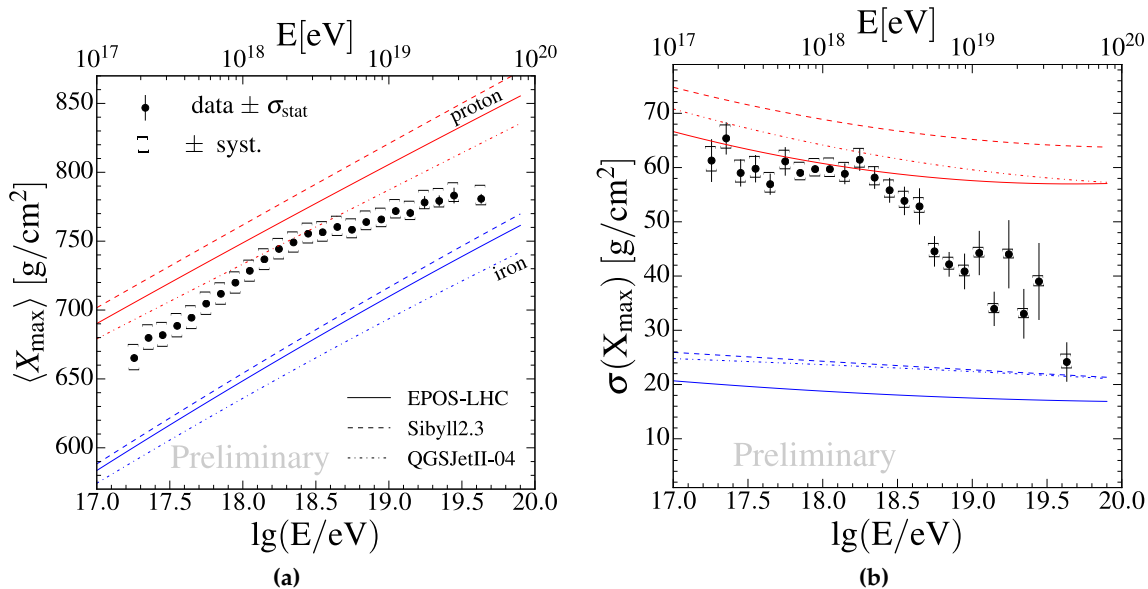 E[eV]
10^17 10^18 10^19 10^20
850
800
750
700
650
600
⟨X_max⟩ [g/cm^2]
data ± σ_stat
± syst.
proton
iron
EPOS-LHC
Sibyll2.3
QGSJetII-04
Preliminary
17.0 17.5 18.0 18.5 19.0 19.5 20.0
lg(E/eV)
(a)
E[eV]
10^17 10^18 10^19 10^20
70
60
50
40
30
20
10
σ(X_max) [g/cm^2]
Preliminary
17.0 17.5 18.0 18.5 19.0 19.5 20.0
lg(E/eV)
(b)